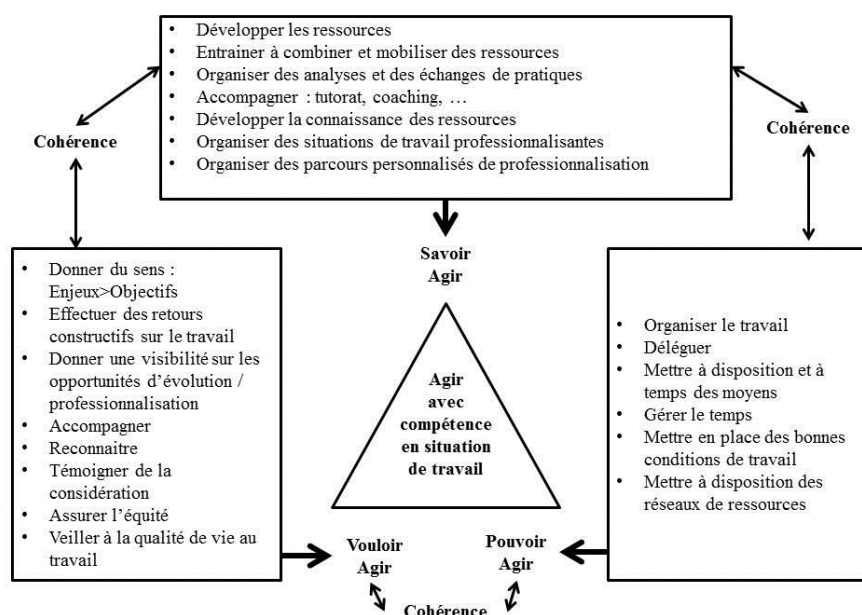 • Développer les ressources
• Entrainer à combiner et mobiliser des ressources
• Organiser des analyses et des échanges de pratiques
• Accompagner : tutorat, coaching, …
• Développer la connaissance des ressources
• Organiser des situations de travail professionnalisantes
• Organiser des parcours personnalisés de professionnalisation
Cohérence
Cohérence
Savoir
Agir
• Donner du sens :
Enjeux>Objectifs
• Effectuer des retours
constructifs sur le travail
• Donner une visibilité sur les
opportunités d’évolution /
professionnalisation
• Accompagner
• Reconnaitre
• Témoigner de la
considération
• Assurer l’équité
• Veiller à la qualité de vie au
travail
Agir
avec
compétence
en situation
de travail
• Organiser le travail
• Déléguer
• Mettre à disposition et à
temps des moyens
• Gérer le temps
• Mettre en place des bonnes
conditions de travail
• Mettre à disposition des
réseaux de ressources
Vouloir
Agir
Pouvoir
Agir
Cohérence